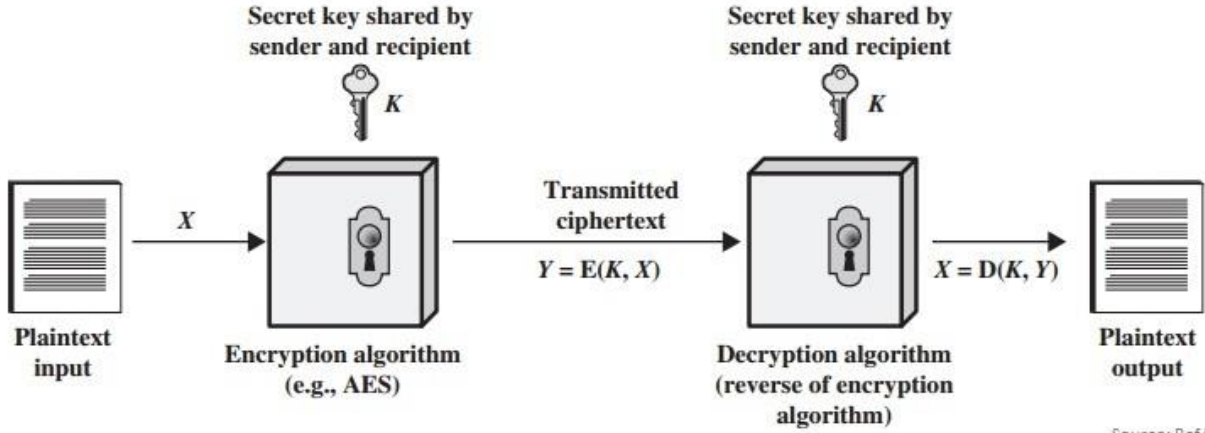 Secret key shared by
sender and recipient
K
Secret key shared by
sender and recipient
K
X
Transmitted
ciphertext
Y = E(K, X)
X = D(K, Y)
Plaintext
input
Encryption algorithm
(e.g., AES)
Decryption algorithm
(reverse of encryption
algorithm)
Plaintext
output